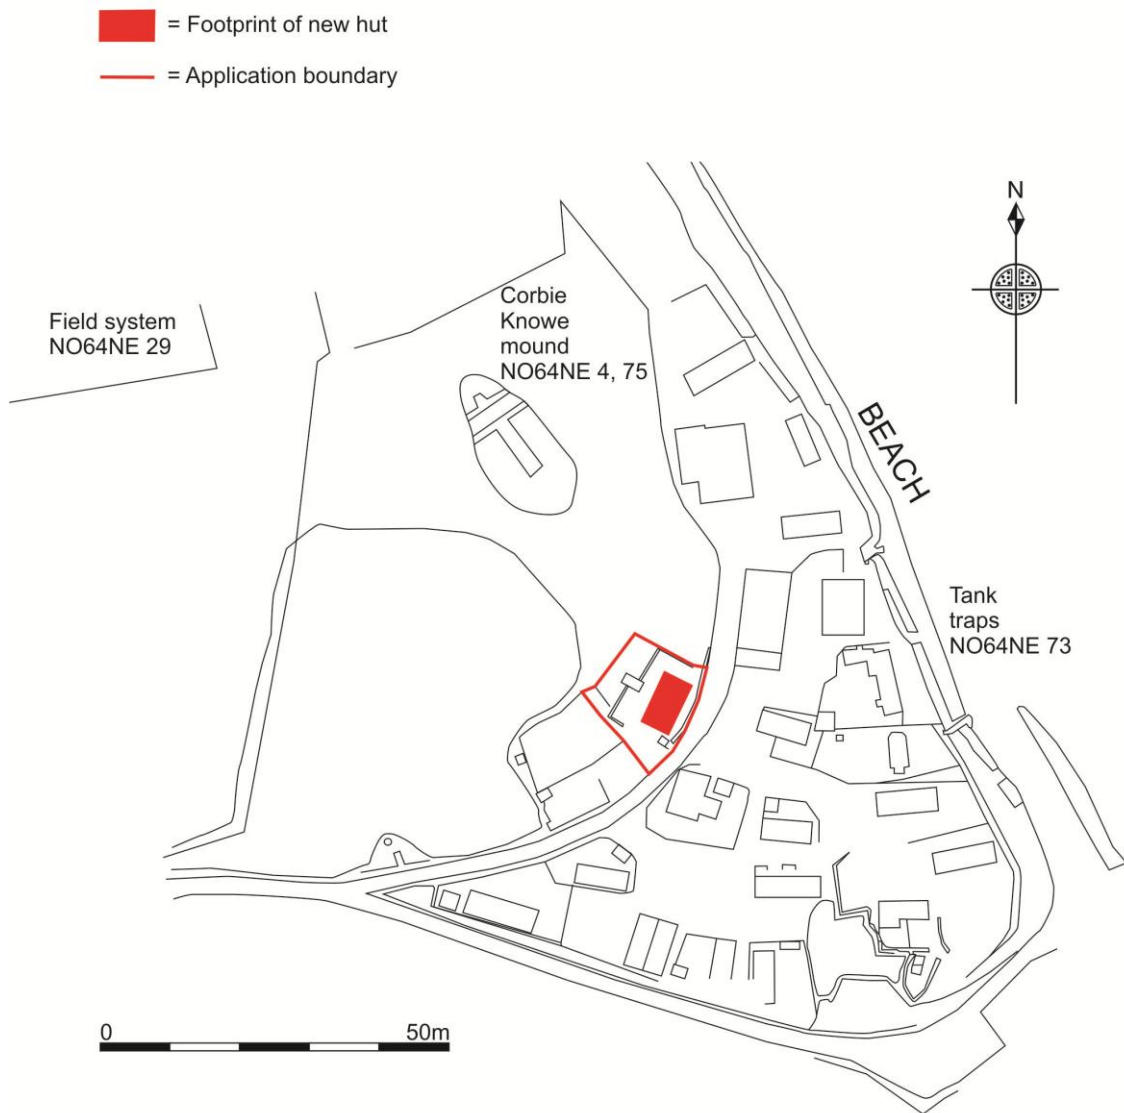 = Footprint of new hut
= Application boundary
N
Corbie
Knowe
mound
NO64NE 4, 75
Field system
NO64NE 29
BEACH
Tank
traps
NO64NE 73
0 50m